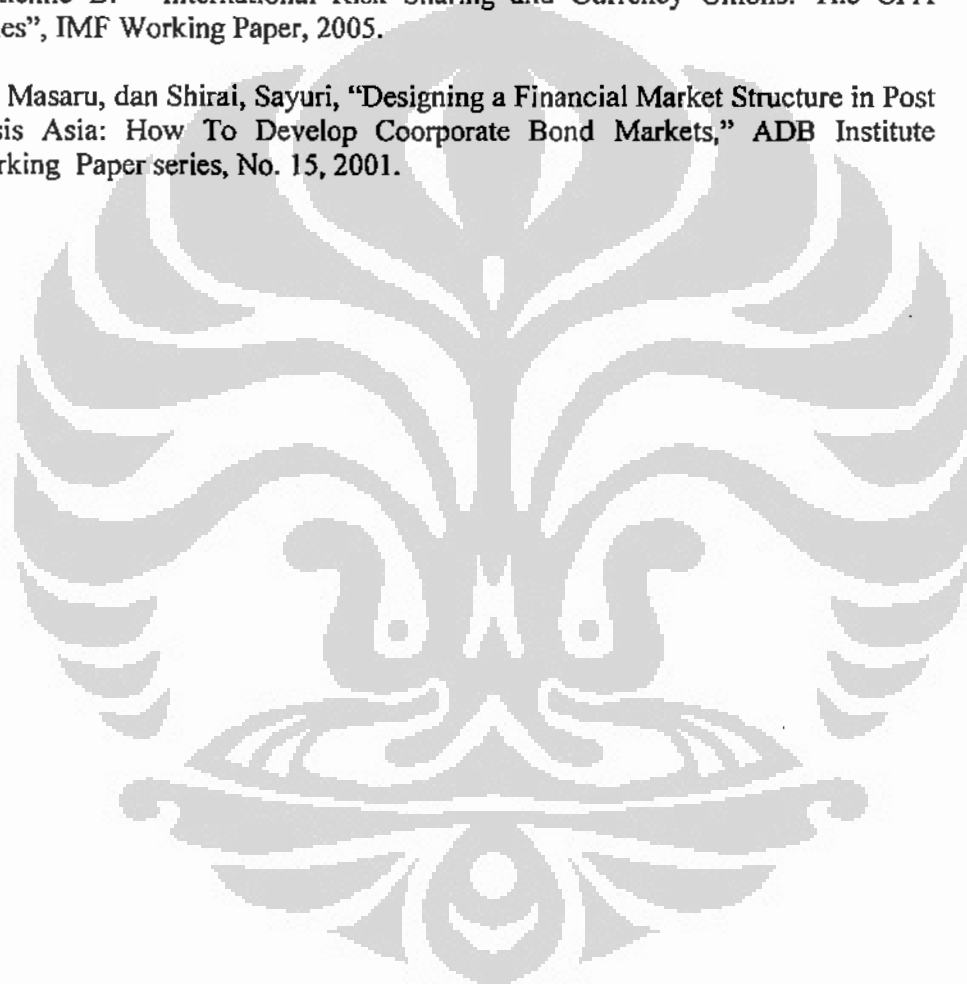 International Risk Sharing and Currency Unions: The CFA
es”, IMF Working Paper, 2005.
Masaru, dan Shirai, Sayuri, “Designing a Financial Market Structure in Post
sis Asia: How To Develop Coorporate Bond Markets,” ADB Institute
rking Paper series, No. 15, 2001.